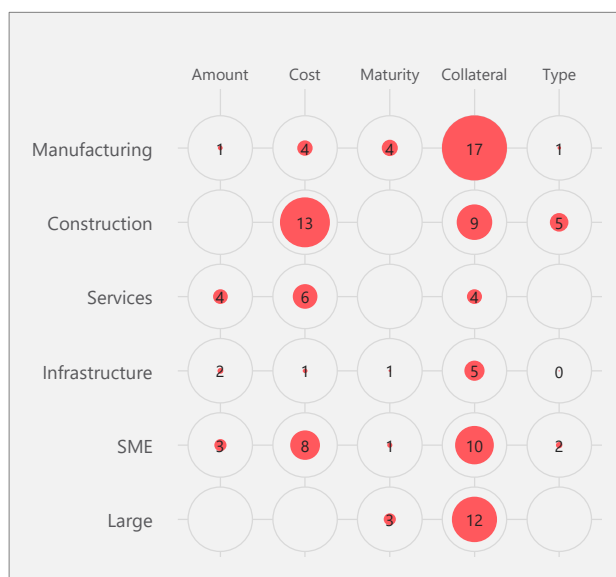 Amount Cost Maturity Collateral Type
Manufacturing 1 4 4 17 1
Construction 13 9 5
Services 4 6 4
Infrastructure 2 1 1 5 0
SME 3 8 1 10 2
Large 3 12